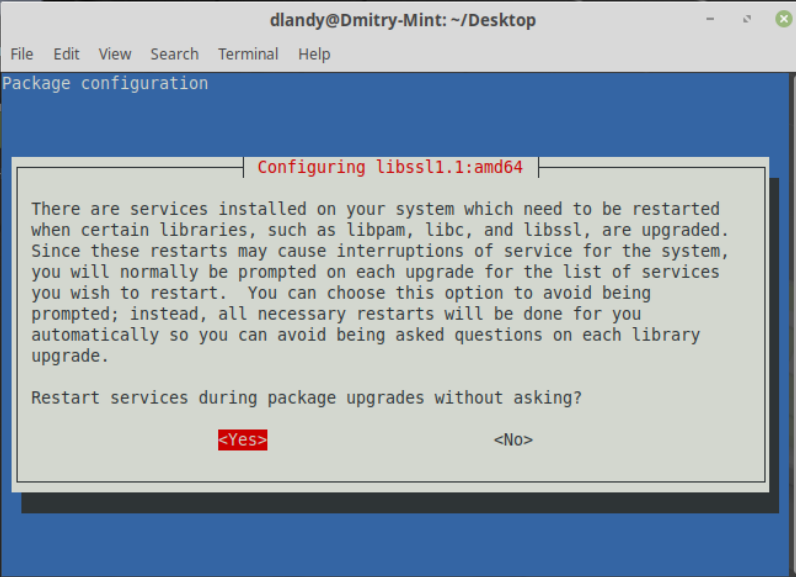 dlandy@Dmitry-Mint: ~/Desktop
File Edit View Search Terminal Help
Package configuration
Configuring libssl1.1:amd64
There are services installed on your system which need to be restarted
when certain libraries, such as libpam, libc, and libssl, are upgraded.
Since these restarts may cause interruptions of service for the system,
you will normally be prompted on each upgrade for the list of services
you wish to restart.  You can choose this option to avoid being
prompted; instead, all necessary restarts will be done for you
automatically so you can avoid being asked questions on each library
upgrade.
Restart services during package upgrades without asking?
<Yes> <No>